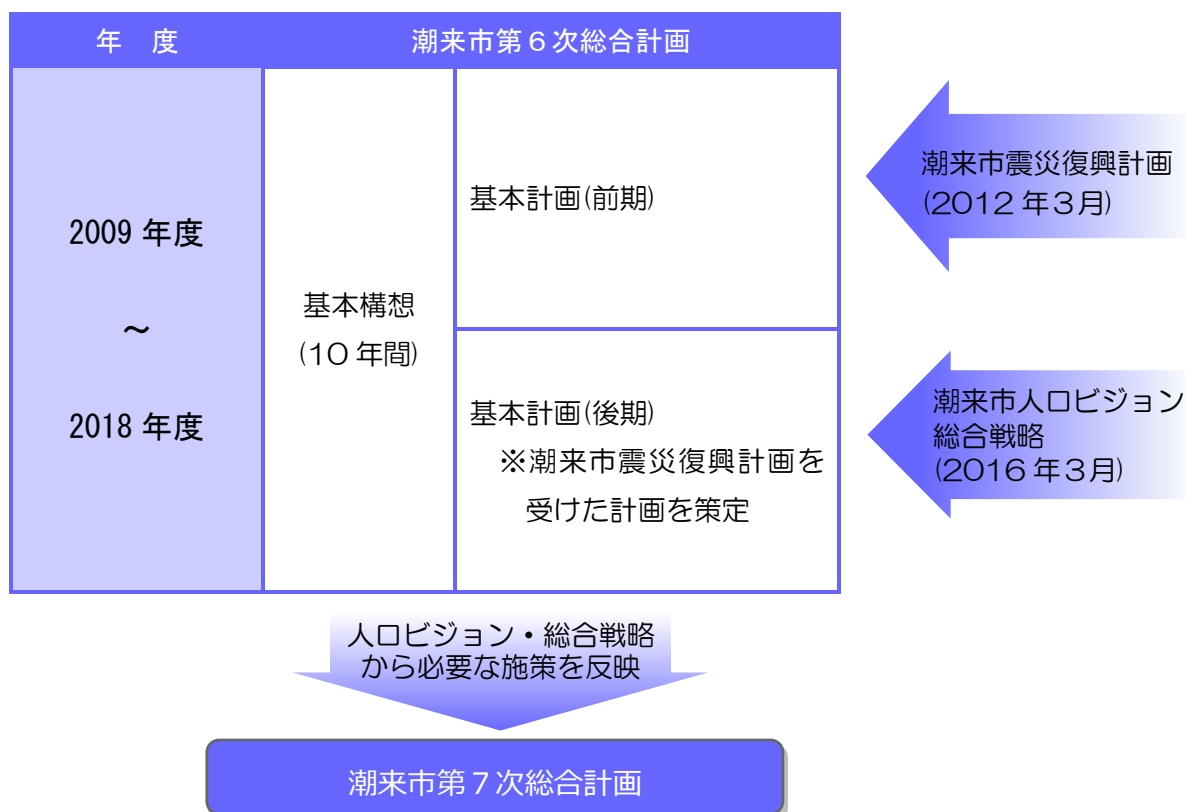 年　度
潮来市第６次総合計画
2009 年度
～
2018 年度
基本構想
(10 年間)
基本計画(前期)
基本計画(後期)
※潮来市震災復興計画を
受けた計画を策定
潮来市震災復興計画
(2012 年３月)
潮来市人口ビジョン
総合戦略
(2016 年３月)
人口ビジョン・総合戦略
から必要な施策を反映
潮来市第７次総合計画